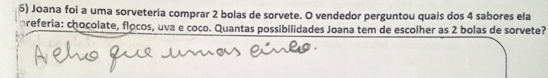 6) Joana foi a uma sorveteria comprar 2 bolas de sorvete. O vendedor perguntou quais dos 4 sabores ela
preferia: chocolate, flocos, uva e coco. Quantas possibilidades Joana tem de escolher as 2 bolas de sorvete?
Acho que umas cinco.